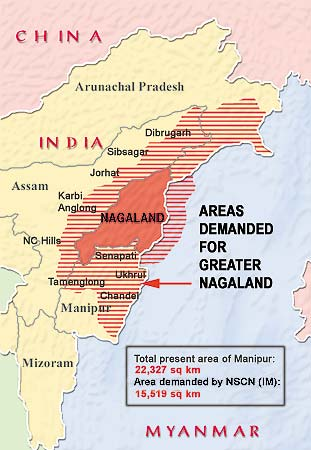 CHINA
Arunachal Pradesh
Dibrugarh
INDIA
Sibsagar
Jorhat
Assam
Karbi
Anglong
NAGALAND
AREAS
DEMANDED
FOR
GREATER
NAGALAND
NC Hills
Senapati
Ukhrul
Tamenglong
Chandel
Manipur
Mizoram
Total present area of Manipur:
22,327 sq km
Area demanded by NSCN (IM):
15,519 sq km
MYANMAR